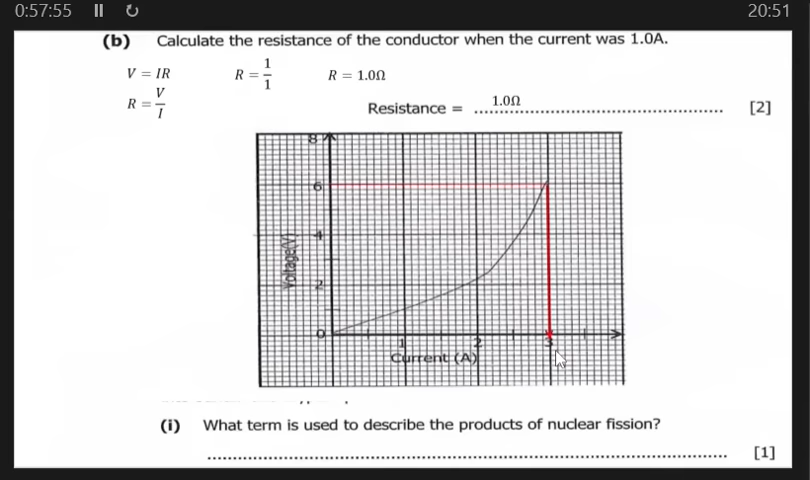 0:57:55
20:51
(b) Calculate the resistance of the conductor when the current was 1.0A.
V = IR R = 1/1 R = 1.0Ω
R = V/I
Resistance = 1.0Ω [2]
8
6
4
Voltage(V)
2
0
1 2 3
Current (A)
(i) What term is used to describe the products of nuclear fission?
[1]